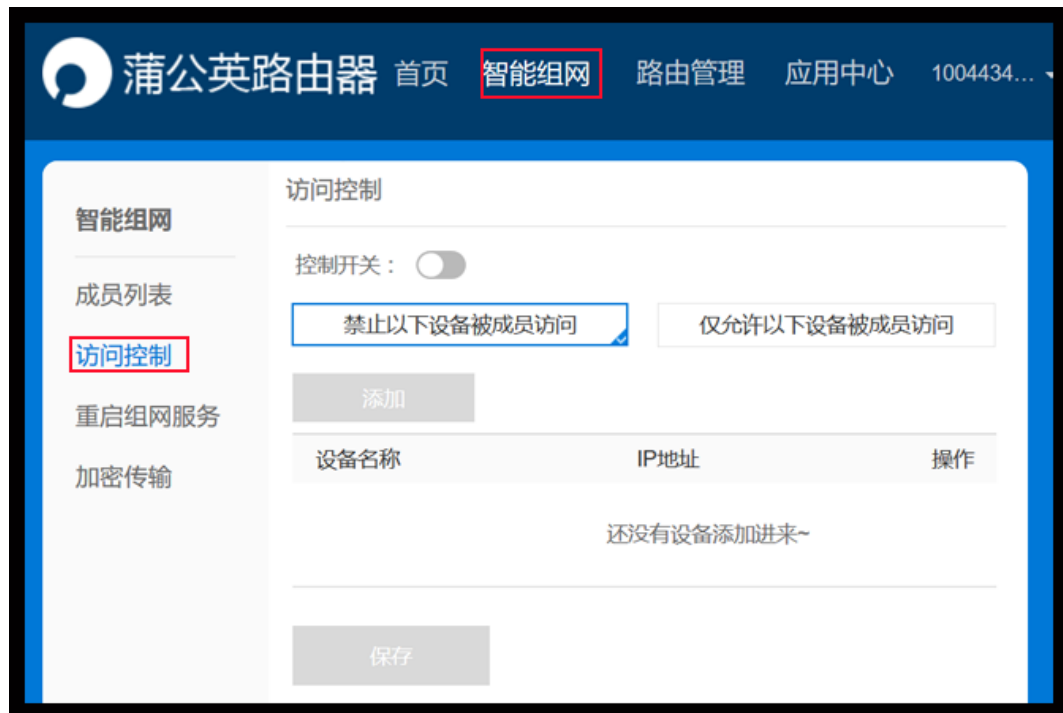 蒲公英路由器 首页 智能组网 路由管理 应用中心 1004434...
智能组网
成员列表
访问控制
重启组网服务
加密传输
访问控制
控制开关：
禁止以下设备被成员访问 仅允许以下设备被成员访问
添加
设备名称 IP地址 操作
还没有设备添加进来~
保存